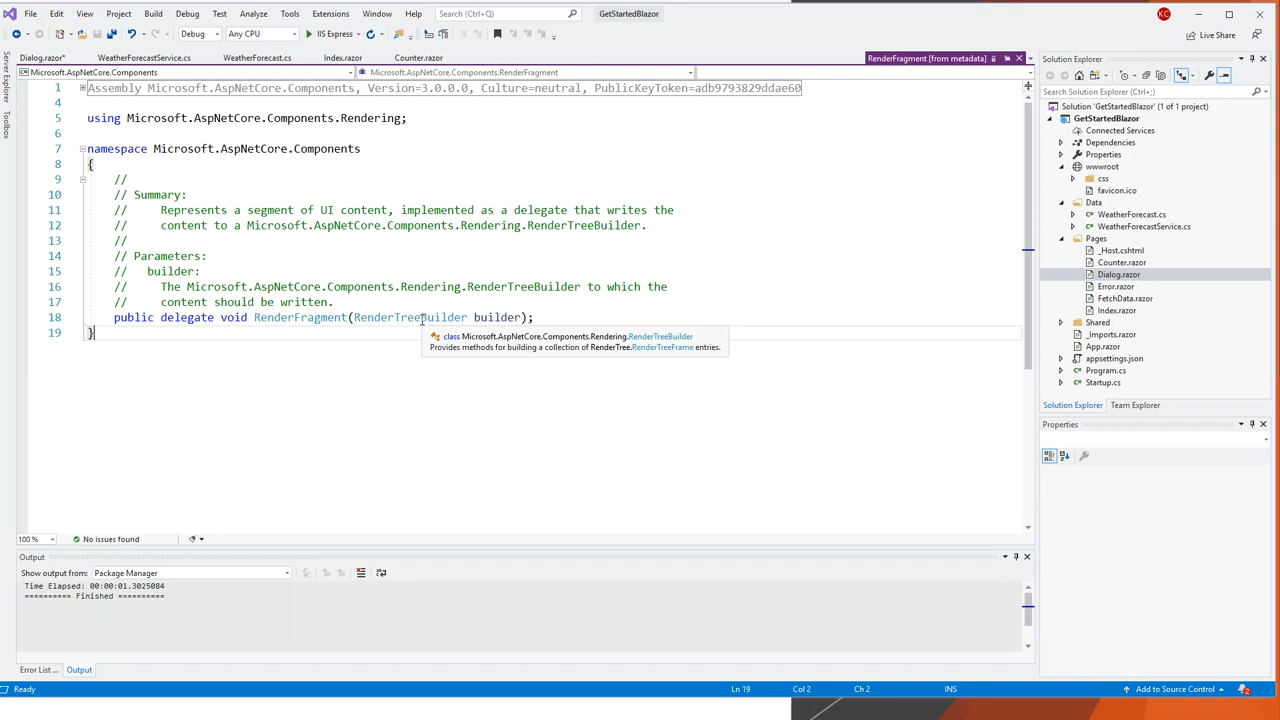 File Edit View Project Build Debug Test Analyze Tools Extensions Window Help Search (Ctrl+Q) GetStartedBlazor KC
Debug Any CPU IIS Express Live Share
Server Explorer
Toolbox
Dialog.razor* WeatherForecastService.cs WeatherForecast.cs Index.razor Counter.razor RenderFragment [from metadata]
Microsoft.AspNetCore.Components Microsoft.AspNetCore.Components.RenderFragment
1 Assembly Microsoft.AspNetCore.Components, Version=3.0.0.0, Culture=neutral, PublicKeyToken=adb9793829ddae60
4
5 using Microsoft.AspNetCore.Components.Rendering;
6
7 namespace Microsoft.AspNetCore.Components
8 {
9 //
10 // Summary:
11 // Represents a segment of UI content, implemented as a delegate that writes the
12 // content to a Microsoft.AspNetCore.Components.Rendering.RenderTreeBuilder.
13 //
14 // Parameters:
15 // builder:
16 // The Microsoft.AspNetCore.Components.Rendering.RenderTreeBuilder to which the
17 // content should be written.
18 public delegate void RenderFragment(RenderTreeBuilder builder);
19 }
class Microsoft.AspNetCore.Components.Rendering.RenderTreeBuilder
Provides methods for building a collection of RenderTree.RenderTreeFrame entries.
100 % No issues found
Output
Show output from: Package Manager
Time Elapsed: 00:00:01.3025084
========== Finished ==========
Error List ... Output
Solution Explorer
Search Solution Explorer (Ctrl+;)
Solution 'GetStartedBlazor' (1 of 1 project)
GetStartedBlazor
Connected Services
Dependencies
Properties
wwwroot
css
favicon.ico
Data
WeatherForecast.cs
WeatherForecastService.cs
Pages
_Host.cshtml
Counter.razor
Dialog.razor
Error.razor
FetchData.razor
Index.razor
Shared
_Imports.razor
App.razor
appsettings.json
Program.cs
Startup.cs
Solution Explorer Team Explorer
Properties
Ready Ln 19 Col 2 Ch 2 INS Add to Source Control 2